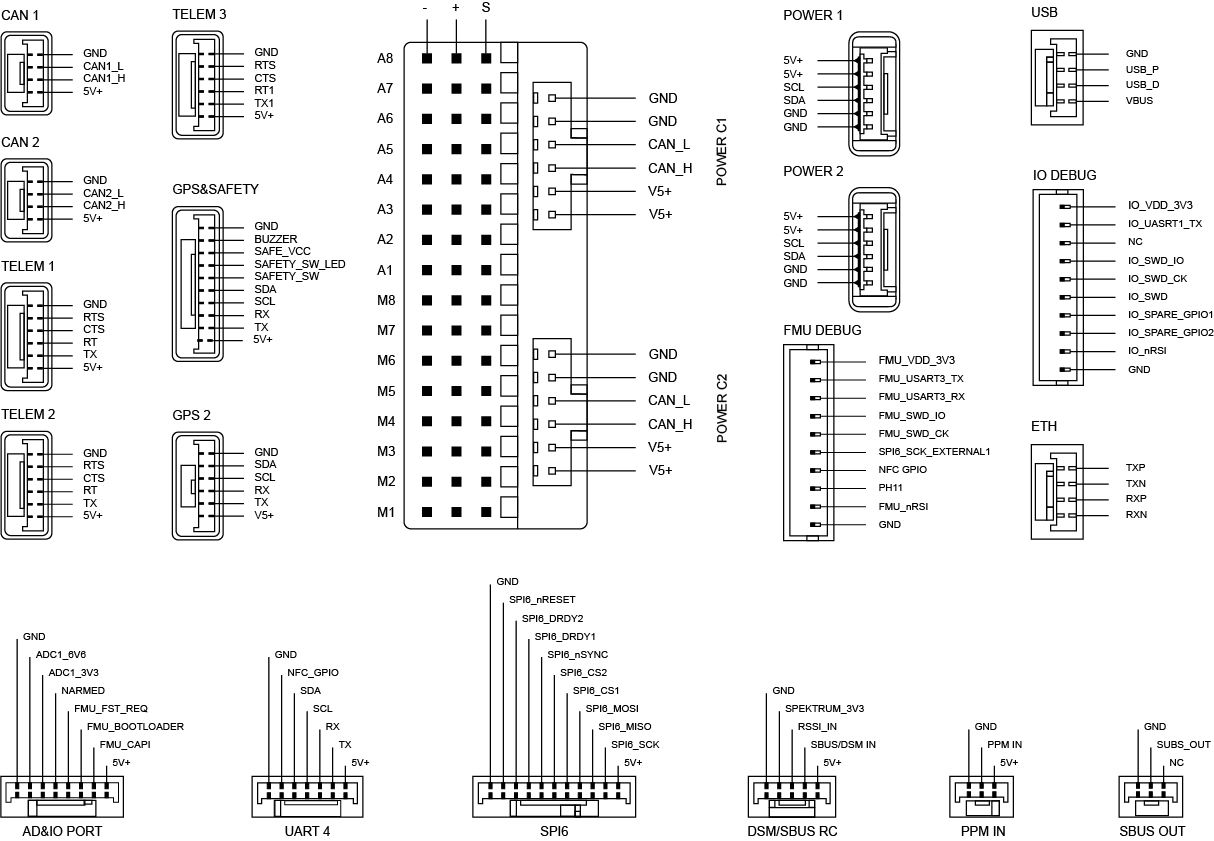 CAN 1
GND
CAN1_L
CAN1_H
5V+
CAN 2
GND
CAN2_L
CAN2_H
5V+
TELEM 1
GND
RTS
CTS
RT
TX
5V+
TELEM 2
GND
RTS
CTS
RT
TX
5V+
TELEM 3
GND
RTS
CTS
RT1
TX1
5V+
GPS&SAFETY
GND
BUZZER
SAFE_VCC
SAFETY_SW_LED
SAFETY_SW
SDA
SCL
RX
TX
5V+
GPS 2
GND
SDA
SCL
RX
TX
V5+
- + S
A8
A7
A6
A5
A4
A3
A2
A1
M8
M7
M6
M5
M4
M3
M2
M1
GND
GND
CAN_L
CAN_H
V5+
V5+
POWER C1
GND
GND
CAN_L
CAN_H
V5+
V5+
POWER C2
POWER 1
5V+
5V+
SCL
SDA
GND
GND
POWER 2
5V+
5V+
SCL
SDA
GND
GND
FMU DEBUG
FMU_VDD_3V3
FMU_USART3_TX
FMU_USART3_RX
FMU_SWD_IO
FMU_SWD_CK
SPI6_SCK_EXTERNAL1
NFC GPIO
PH11
FMU_nRSI
GND
USB
GND
USB_P
USB_D
VBUS
IO DEBUG
IO_VDD_3V3
IO_UASRT1_TX
NC
IO_SWD_IO
IO_SWD_CK
IO_SWD
IO_SPARE_GPIO1
IO_SPARE_GPIO2
IO_nRSI
GND
ETH
TXP
TXN
RXP
RXN
GND
ADC1_6V6
ADC1_3V3
NARMED
FMU_FST_REQ
FMU_BOOTLOADER
FMU_CAPI
5V+
AD&IO PORT
GND
NFC_GPIO
SDA
SCL
RX
TX
5V+
UART 4
GND
SPI6_nRESET
SPI6_DRDY2
SPI6_DRDY1
SPI6_nSYNC
SPI6_CS2
SPI6_CS1
SPI6_MOSI
SPI6_MISO
SPI6_SCK
5V+
SPI6
GND
SPEKTRUM_3V3
RSSI_IN
SBUS/DSM IN
5V+
DSM/SBUS RC
GND
PPM IN
5V+
PPM IN
GND
SUBS_OUT
NC
SBUS OUT